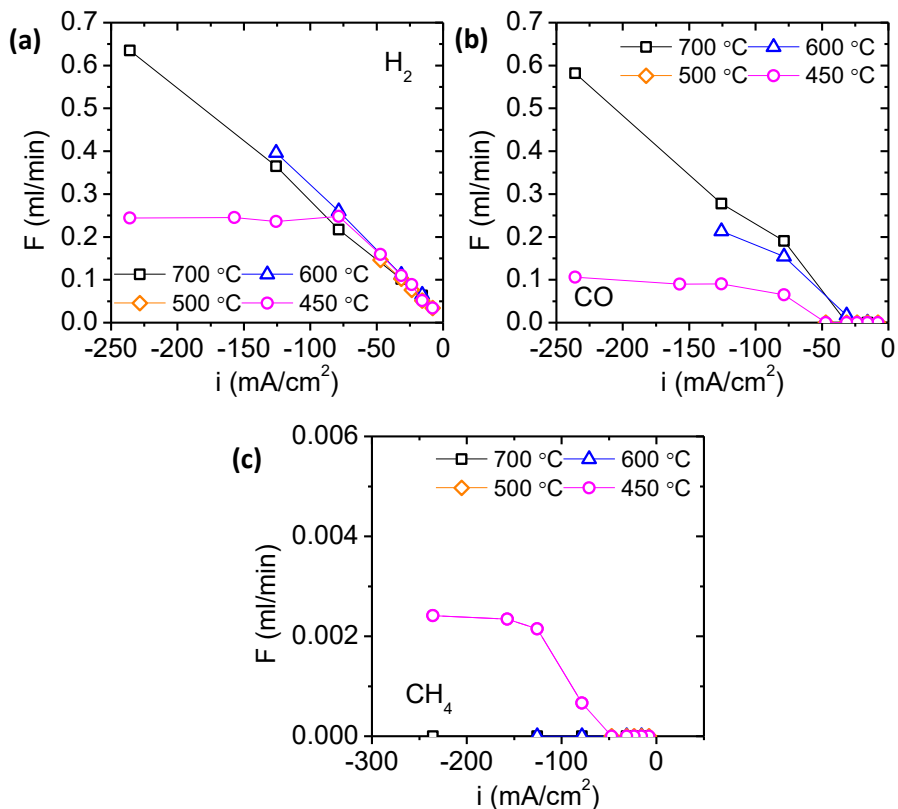 (a)
H₂
F (ml/min)
0.7
0.6
0.5
0.4
0.3
0.2
0.1
0.0
700 °C 600 °C
500 °C 450 °C
-250 -200 -150 -100 -50 0
i (mA/cm²)
(b)
700 °C 600 °C
500 °C 450 °C
F (ml/min)
0.7
0.6
0.5
0.4
0.3
0.2
0.1
0.0
CO
-250 -200 -150 -100 -50 0
i (mA/cm²)
(c)
700 °C 600 °C
500 °C 450 °C
F (ml/min)
0.006
0.004
0.002
0.000
CH₄
-300 -200 -100 0
i (mA/cm²)